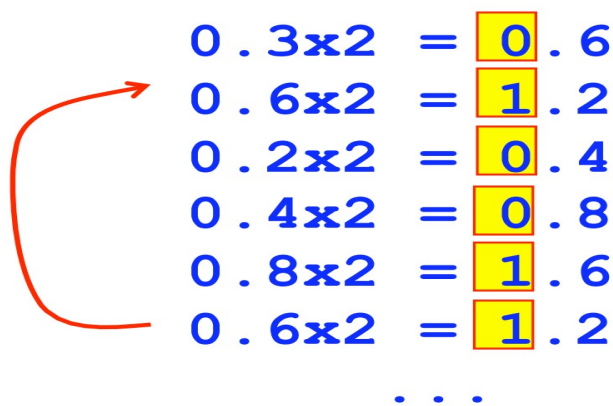 0.3x2 = 0.6
0.6x2 = 1.2
0.2x2 = 0.4
0.4x2 = 0.8
0.8x2 = 1.6
0.6x2 = 1.2
...